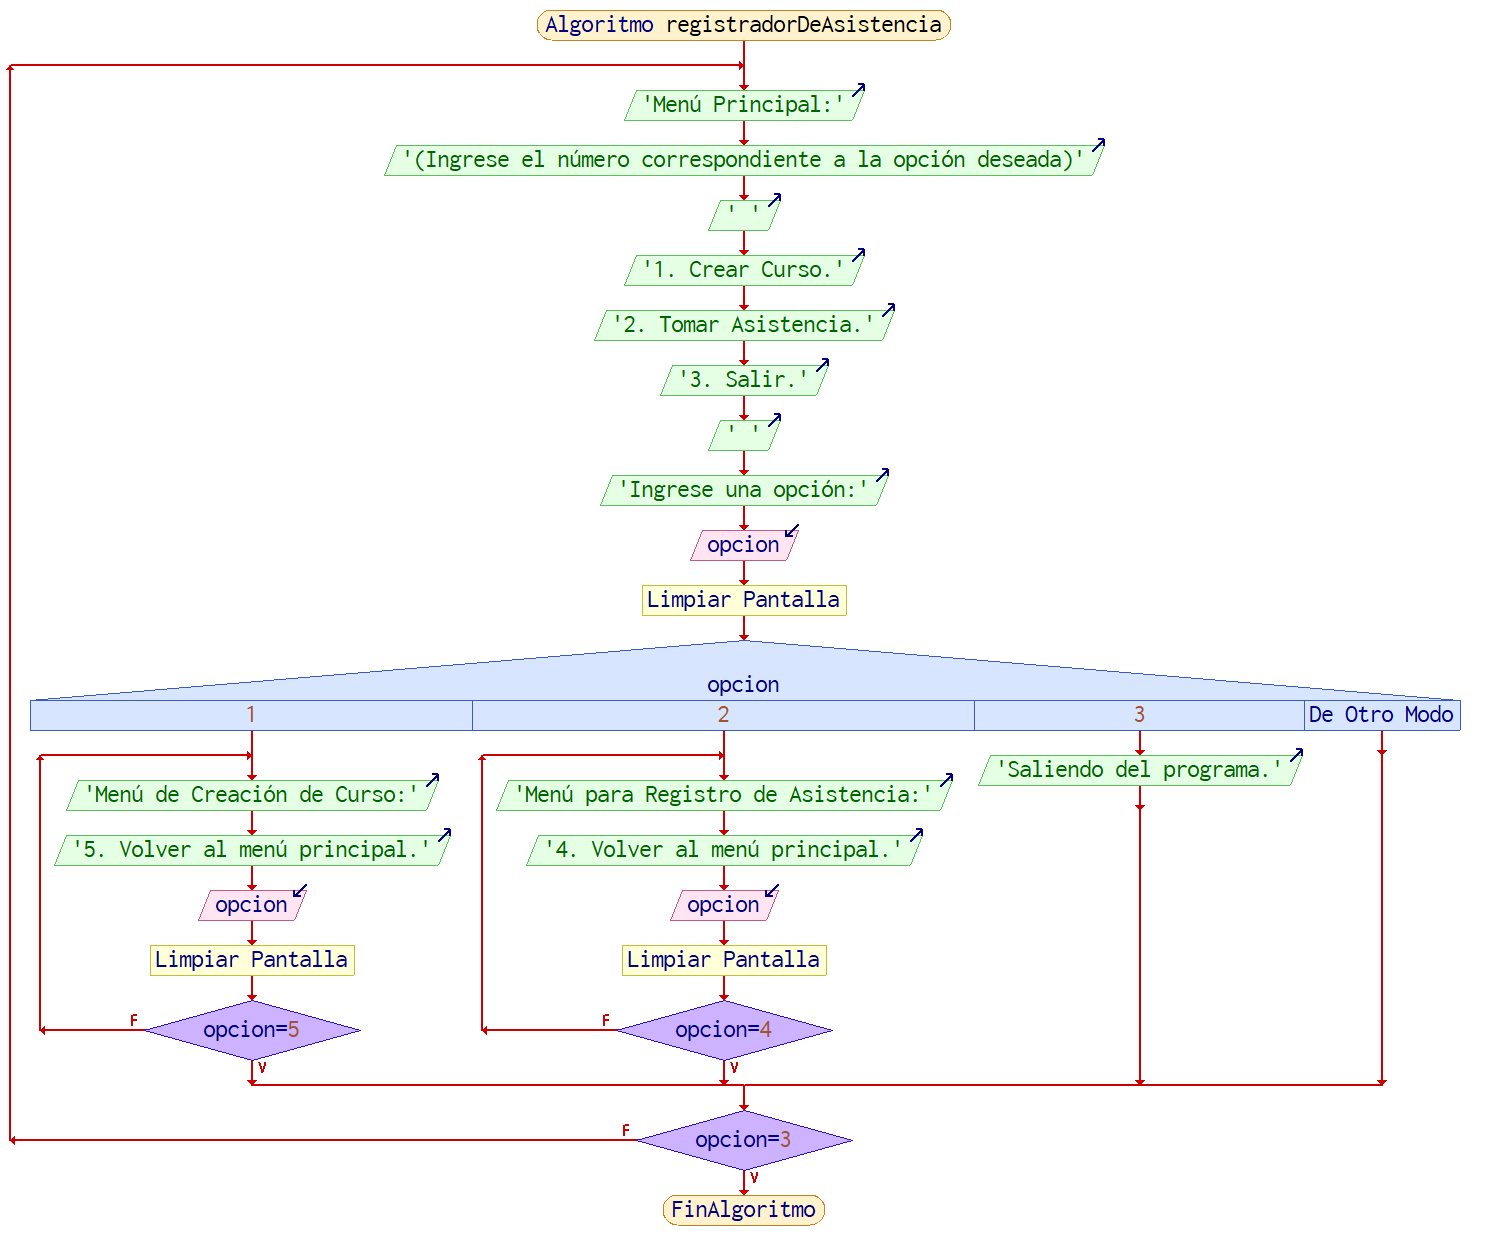 Algoritmo registradorDeAsistencia
'Menú Principal:'
'(Ingrese el número correspondiente a la opción deseada)'
' '
'1. Crear Curso.'
'2. Tomar Asistencia.'
'3. Salir.'
' '
'Ingrese una opción:'
opcion
Limpiar Pantalla
opcion
1
2
3
De Otro Modo
'Menú de Creación de Curso:'
'5. Volver al menú principal.'
opcion
Limpiar Pantalla
F
opcion=5
V
'Menú para Registro de Asistencia:'
'4. Volver al menú principal.'
opcion
Limpiar Pantalla
F
opcion=4
V
'Saliendo del programa.'
F
opcion=3
V
FinAlgoritmo